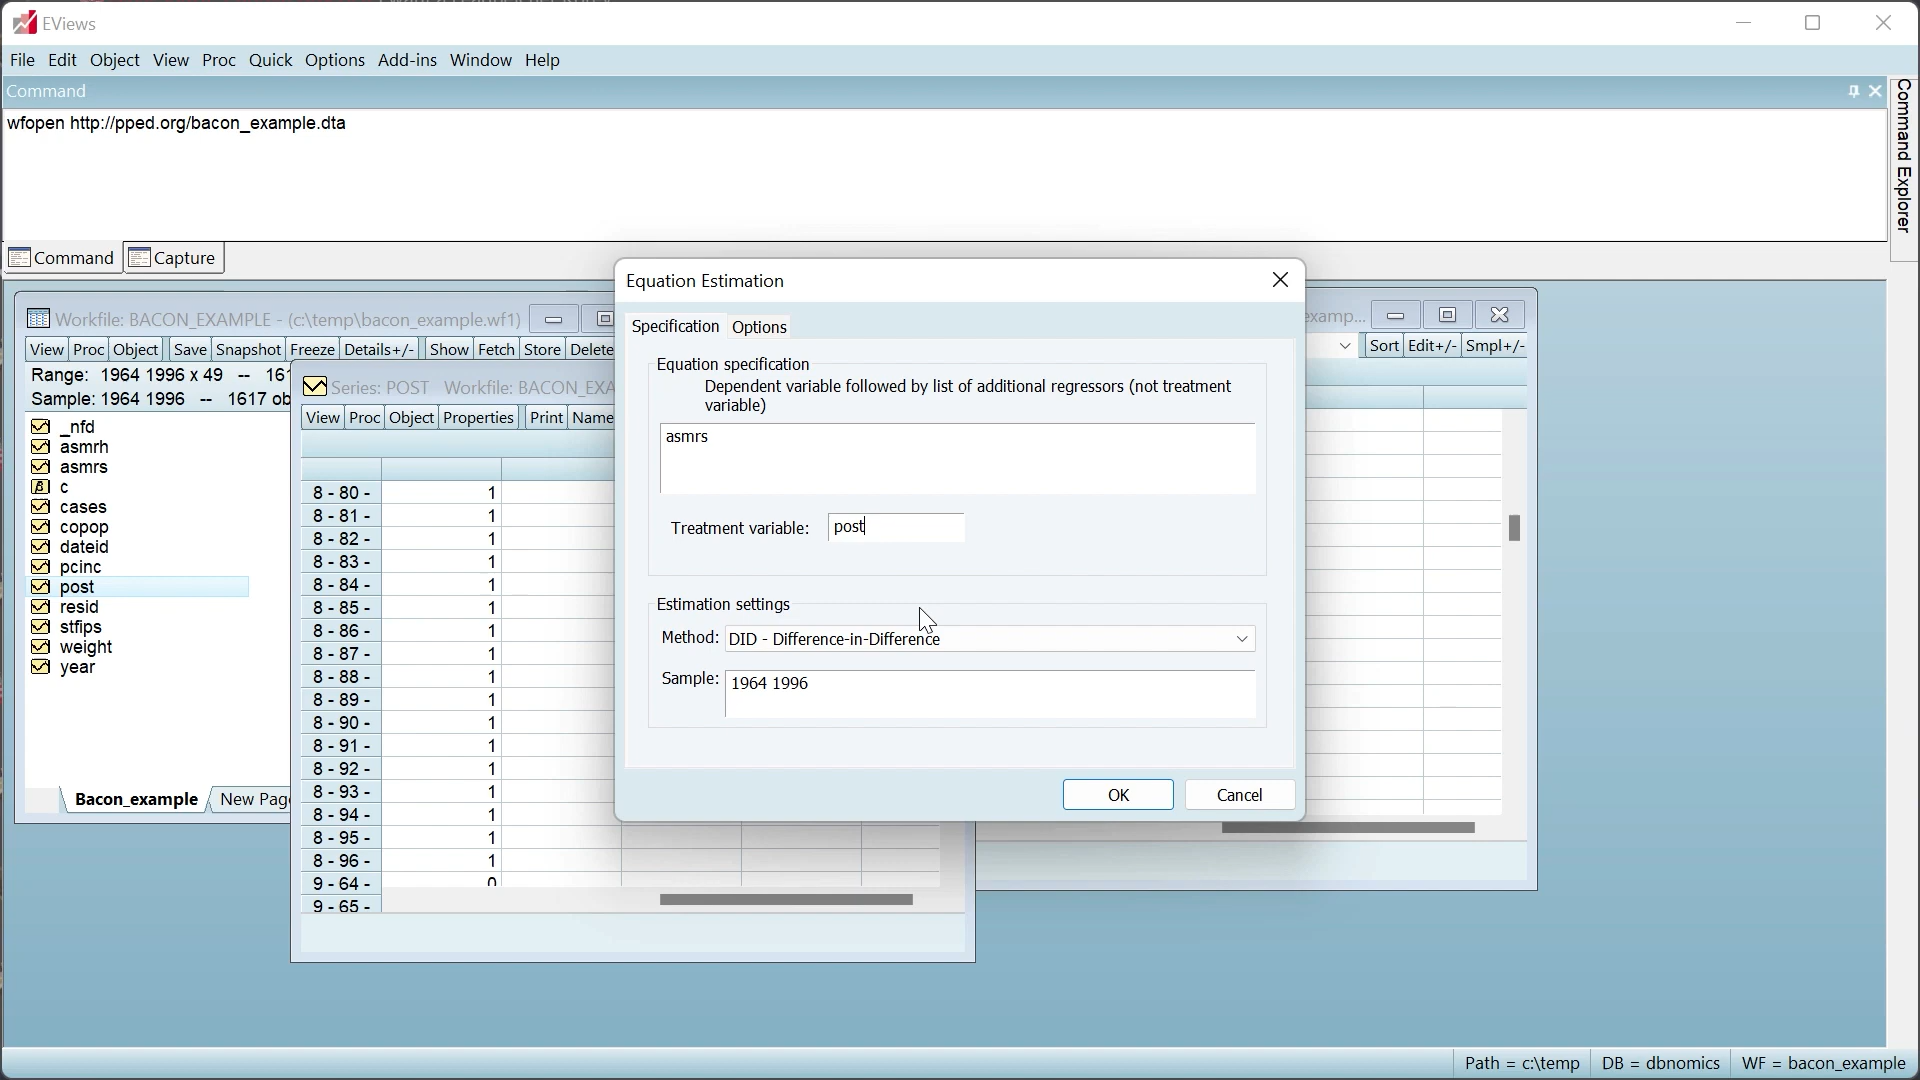 EViews
File Edit Object View Proc Quick Options Add-ins Window Help
Command
wfopen http://pped.org/bacon_example.dta
Command Explorer
Command Capture
Workfile: BACON_EXAMPLE - (c:\temp\bacon_example.wf1)
View Proc Object Save Snapshot Freeze Details+/- Show Fetch Store Delete
Range: 1964 1996 x 49 -- 161
Sample: 1964 1996 -- 1617 ob
_nfd
asmrh
asmrs
c
cases
copop
dateid
pcinc
post
resid
stfips
weight
year
Bacon_example New Page
Series: POST Workfile: BACON_EXA
View Proc Object Properties Print Name
8 - 80 - 1
8 - 81 - 1
8 - 82 - 1
8 - 83 - 1
8 - 84 - 1
8 - 85 - 1
8 - 86 - 1
8 - 87 - 1
8 - 88 - 1
8 - 89 - 1
8 - 90 - 1
8 - 91 - 1
8 - 92 - 1
8 - 93 - 1
8 - 94 - 1
8 - 95 - 1
8 - 96 - 1
9 - 64 - 0
9 - 65 -
Equation Estimation
Specification Options
Equation specification
Dependent variable followed by list of additional regressors (not treatment
variable)
asmrs
Treatment variable: post
Estimation settings
Method: DID - Difference-in-Difference
Sample: 1964 1996
OK Cancel
examp...
Sort Edit+/- Smpl+/-
Path = c:\temp DB = dbnomics WF = bacon_example